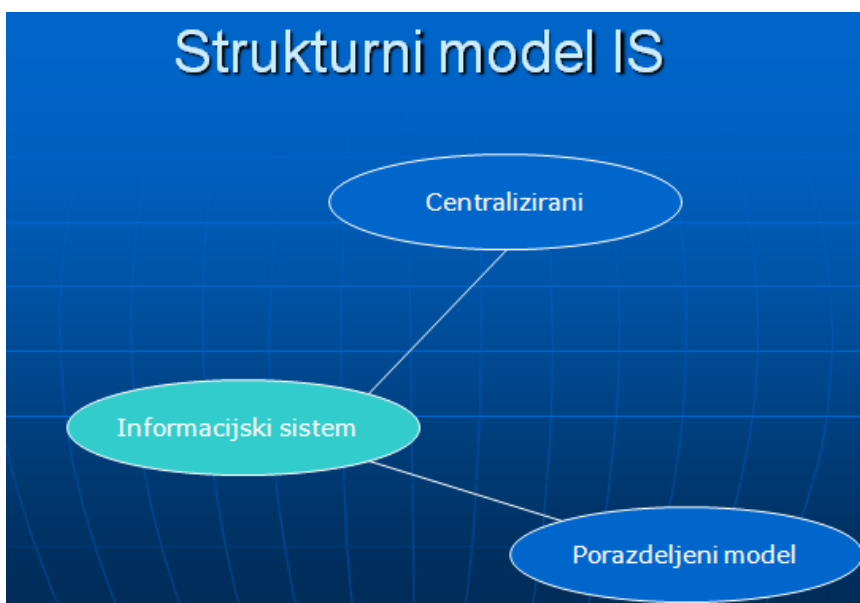 Strukturni model IS
Centralizirani
Informacijski sistem
Porazdeljeni model